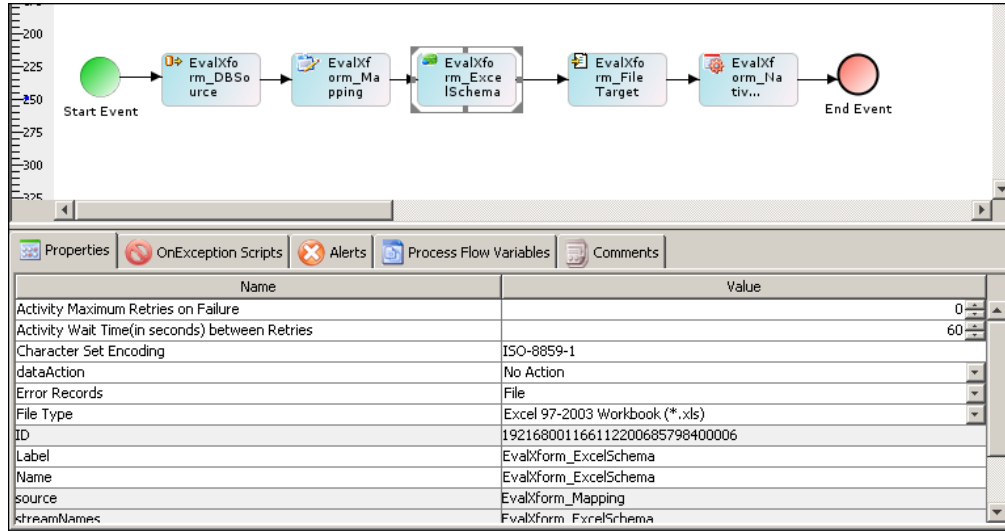 200
225
250
275
300
325
Start Event
EvalXfo
rm_DBSo
urce
EvalXf
orm_Ma
pping
EvalXfo
rm_Exce
lSchema
EvalXfo
rm_File
Target
EvalXf
orm_Na
tiv...
End Event
Properties
OnException Scripts
Alerts
Process Flow Variables
Comments
Name Value
Activity Maximum Retries on Failure 0
Activity Wait Time(in seconds) between Retries 60
Character Set Encoding ISO-8859-1
dataAction No Action
Error Records File
File Type Excel 97-2003 Workbook (*.xls)
ID 192168001166112200685798400006
Label EvalXform_ExcelSchema
Name EvalXform_ExcelSchema
source EvalXform_Mapping
streamNames EvalXform_ExcelSchema